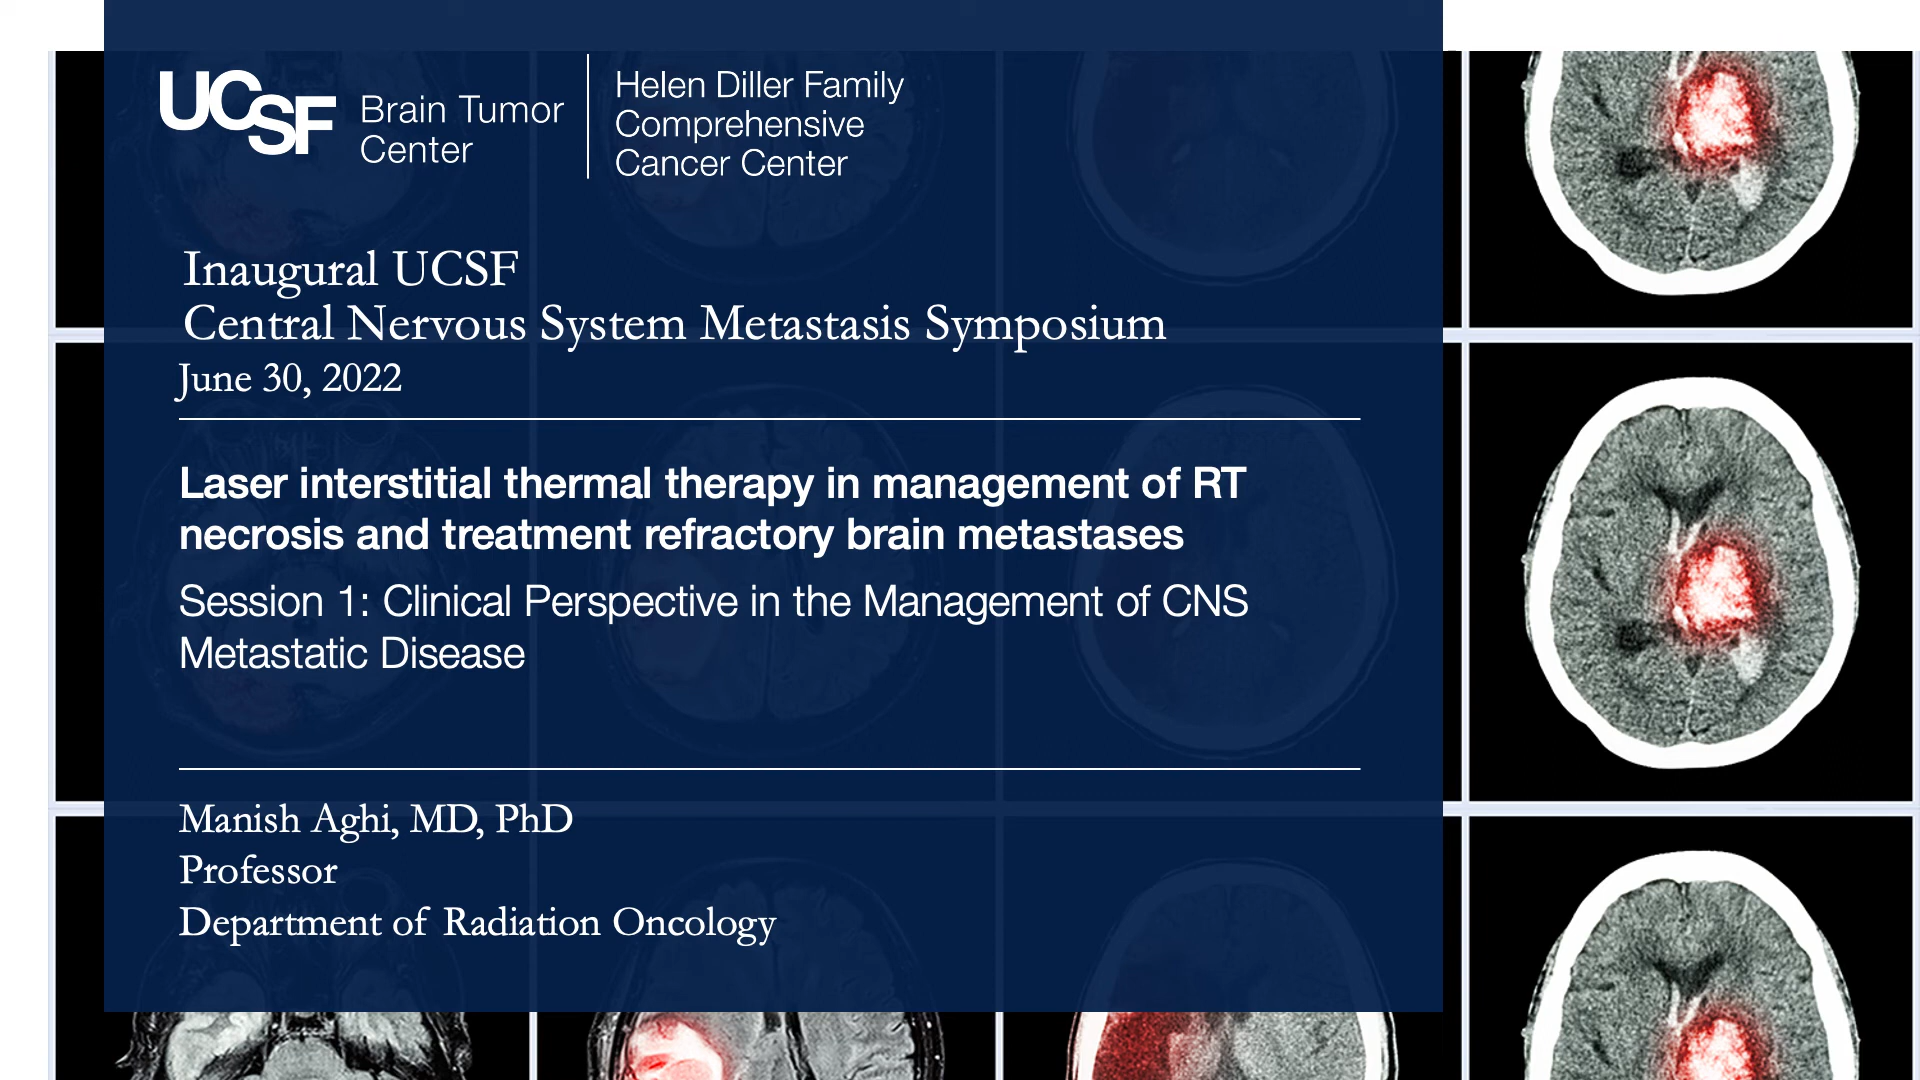 UCSF
Brain Tumor
Center
Helen Diller Family
Comprehensive
Cancer Center
Inaugural UCSF
Central Nervous System Metastasis Symposium
June 30, 2022
Laser interstitial thermal therapy in management of RT
necrosis and treatment refractory brain metastases
Session 1: Clinical Perspective in the Management of CNS
Metastatic Disease
Manish Aghi, MD, PhD
Professor
Department of Radiation Oncology